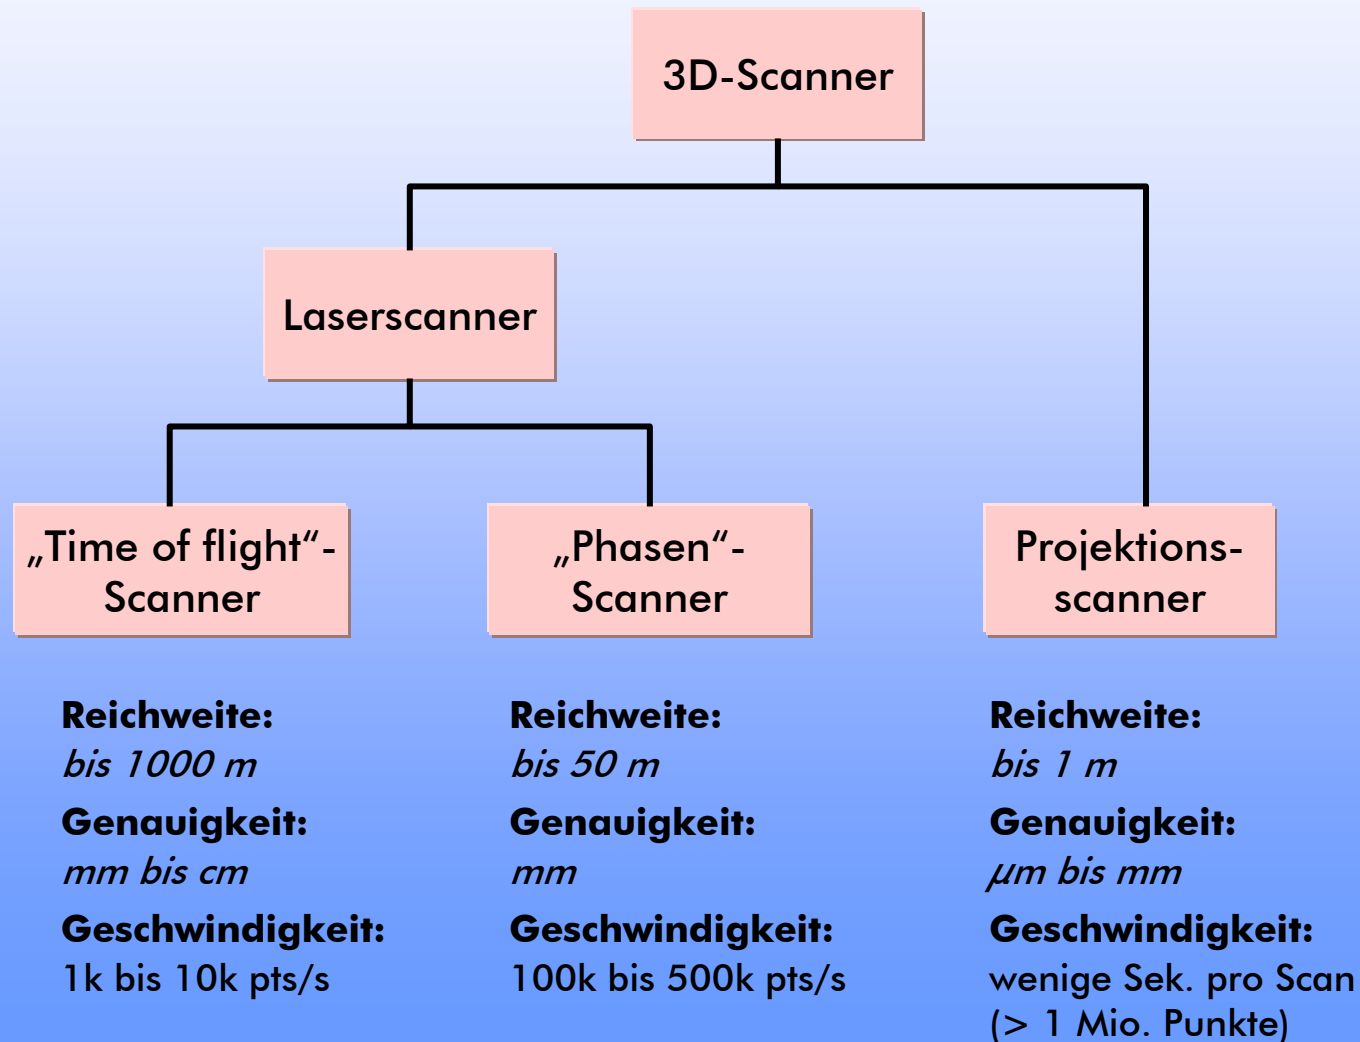 3D-Scanner
Laserscanner
„Time of flight“-
Scanner
„Phasen“-
Scanner
Projektions-
scanner
Reichweite:
bis 1000 m
Genauigkeit:
mm bis cm
Geschwindigkeit:
1k bis 10k pts/s
Reichweite:
bis 50 m
Genauigkeit:
mm
Geschwindigkeit:
100k bis 500k pts/s
Reichweite:
bis 1 m
Genauigkeit:
µm bis mm
Geschwindigkeit:
wenige Sek. pro Scan
(> 1 Mio. Punkte)